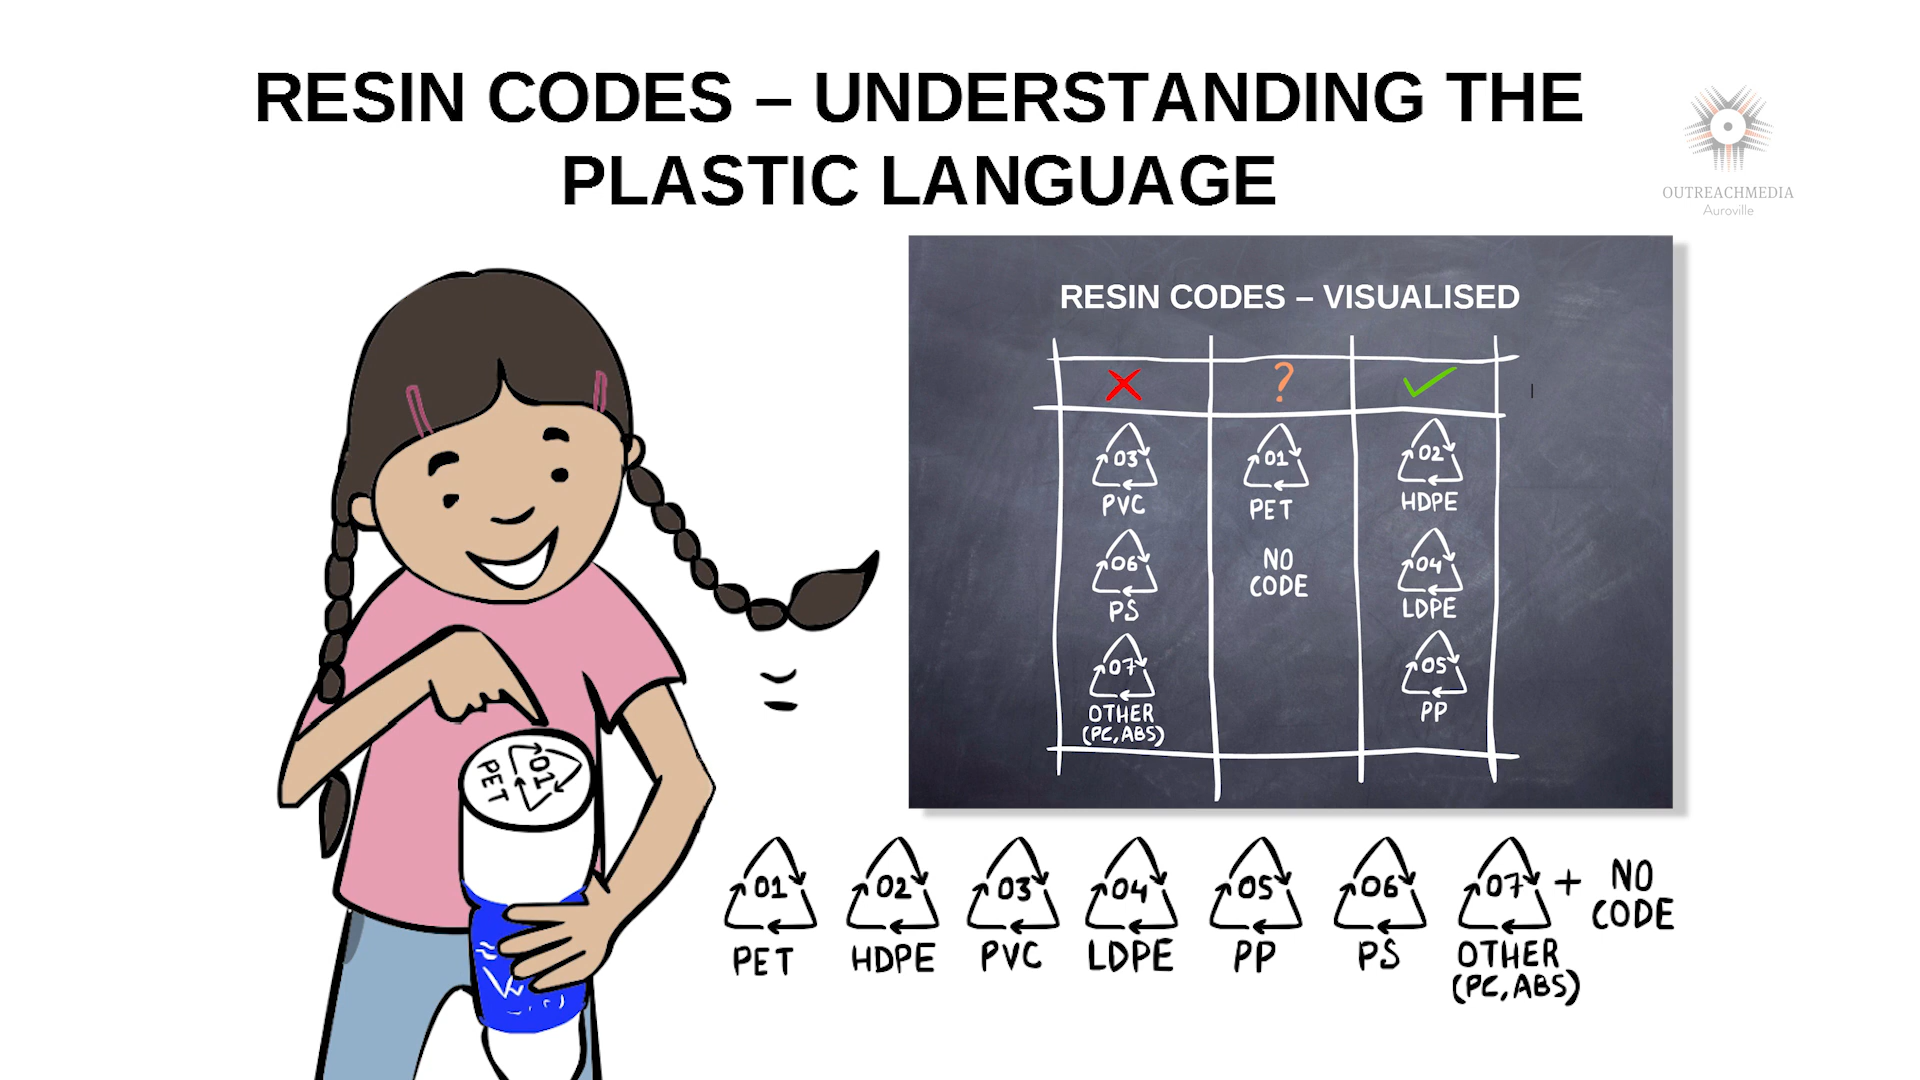 RESIN CODES – UNDERSTANDING THE
PLASTIC LANGUAGE
OUTREACHMEDIA
Auroville
RESIN CODES – VISUALISED
?
03
PVC
06
PS
07
OTHER
(PC, ABS)
01
PET
NO
CODE
02
HDPE
04
LDPE
05
PP
01
PET
01
PET
02
HDPE
03
PVC
04
LDPE
05
PP
06
PS
07
OTHER
(PC, ABS)
+
NO
CODE